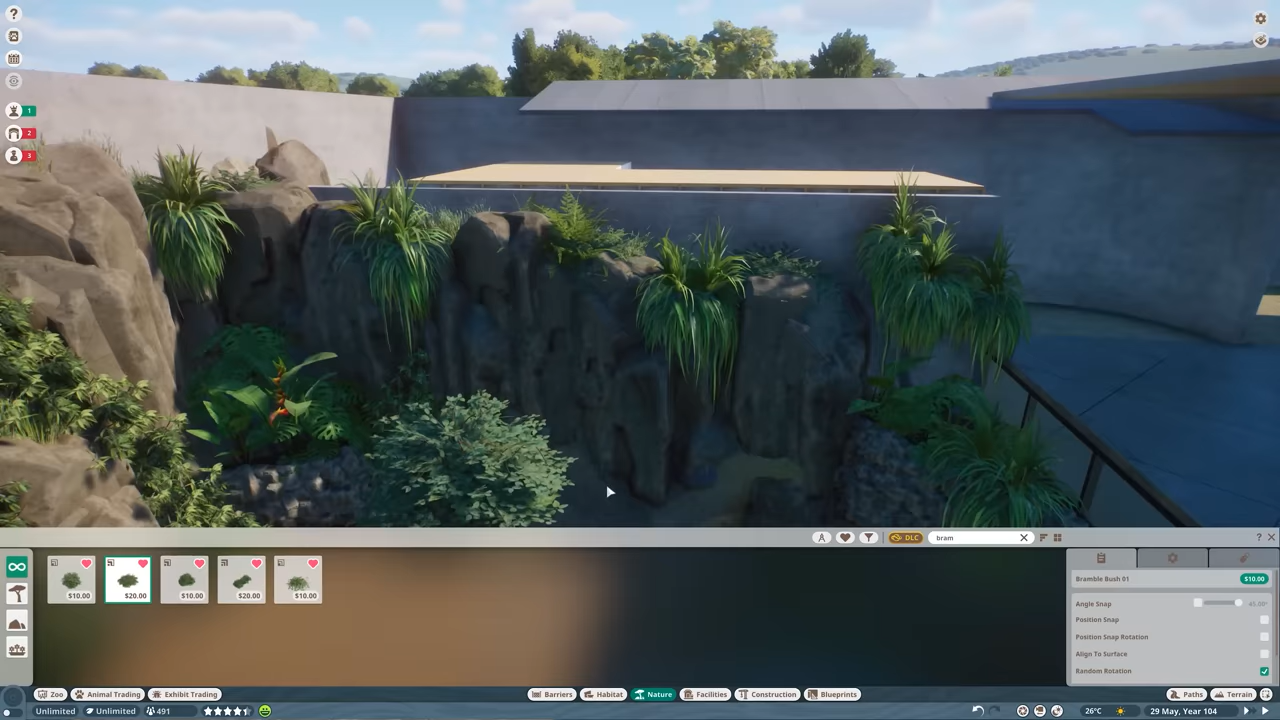 ?
1
2
3
DLC
bram
?
$10.00
$20.00
$10.00
$20.00
$10.00
Bramble Bush 01
$10.00
Angle Snap
45.00°
Position Snap
Position Snap Rotation
Align To Surface
Random Rotation
Zoo
Animal Trading
Exhibit Trading
Barriers
Habitat
Nature
Facilities
Construction
Blueprints
Paths
Terrain
Unlimited
Unlimited
491
26°C
29 May, Year 104